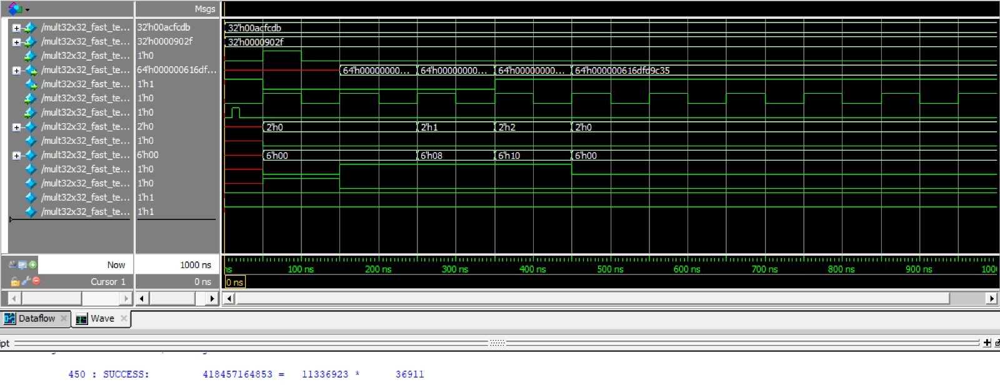 Msgs
/mult32x32_fast_te... 32'h00acfcdb 32'h00acfcdb
/mult32x32_fast_te... 32'h0000902f 32'h0000902f
/mult32x32_fast_te... 1'h0
/mult32x32_fast_te... 64'h000000616df... 64'h00000000... 64'h00000000... 64'h00000000... 64'h000000616dfd9c35
/mult32x32_fast_te... 1'h1
/mult32x32_fast_te... 1'h0
/mult32x32_fast_te... 1'h0
/mult32x32_fast_te... 2'h0 2'h0 2'h1 2'h2 2'h0
/mult32x32_fast_te... 1'h0
/mult32x32_fast_te... 6'h00 6'h00 6'h08 6'h10 6'h00
/mult32x32_fast_te... 1'h0
/mult32x32_fast_te... 1'h0
/mult32x32_fast_te... 1'h1
/mult32x32_fast_te... 1'h1
Now 1000 ns ns 100 ns 200 ns 300 ns 400 ns 500 ns 600 ns 700 ns 800 ns 900 ns 100
Cursor 1 0 ns 0 ns
Dataflow Wave
ipt
450 : SUCCESS: 418457164853 = 11336923 * 36911